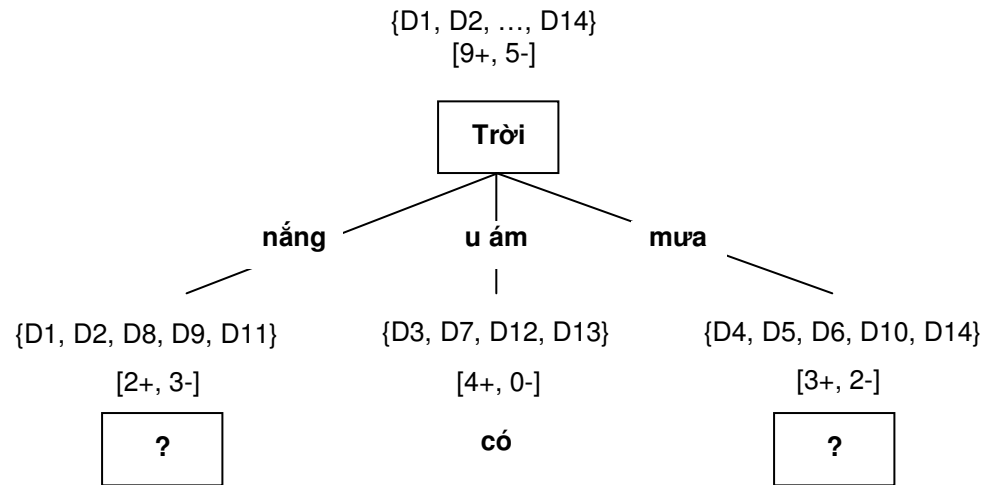 {D1, D2, …, D14}
[9+, 5-]
Trời
nắng u ám mưa
{D1, D2, D8, D9, D11} {D3, D7, D12, D13} {D4, D5, D6, D10, D14}
[2+, 3-] [4+, 0-] [3+, 2-]
? có ?